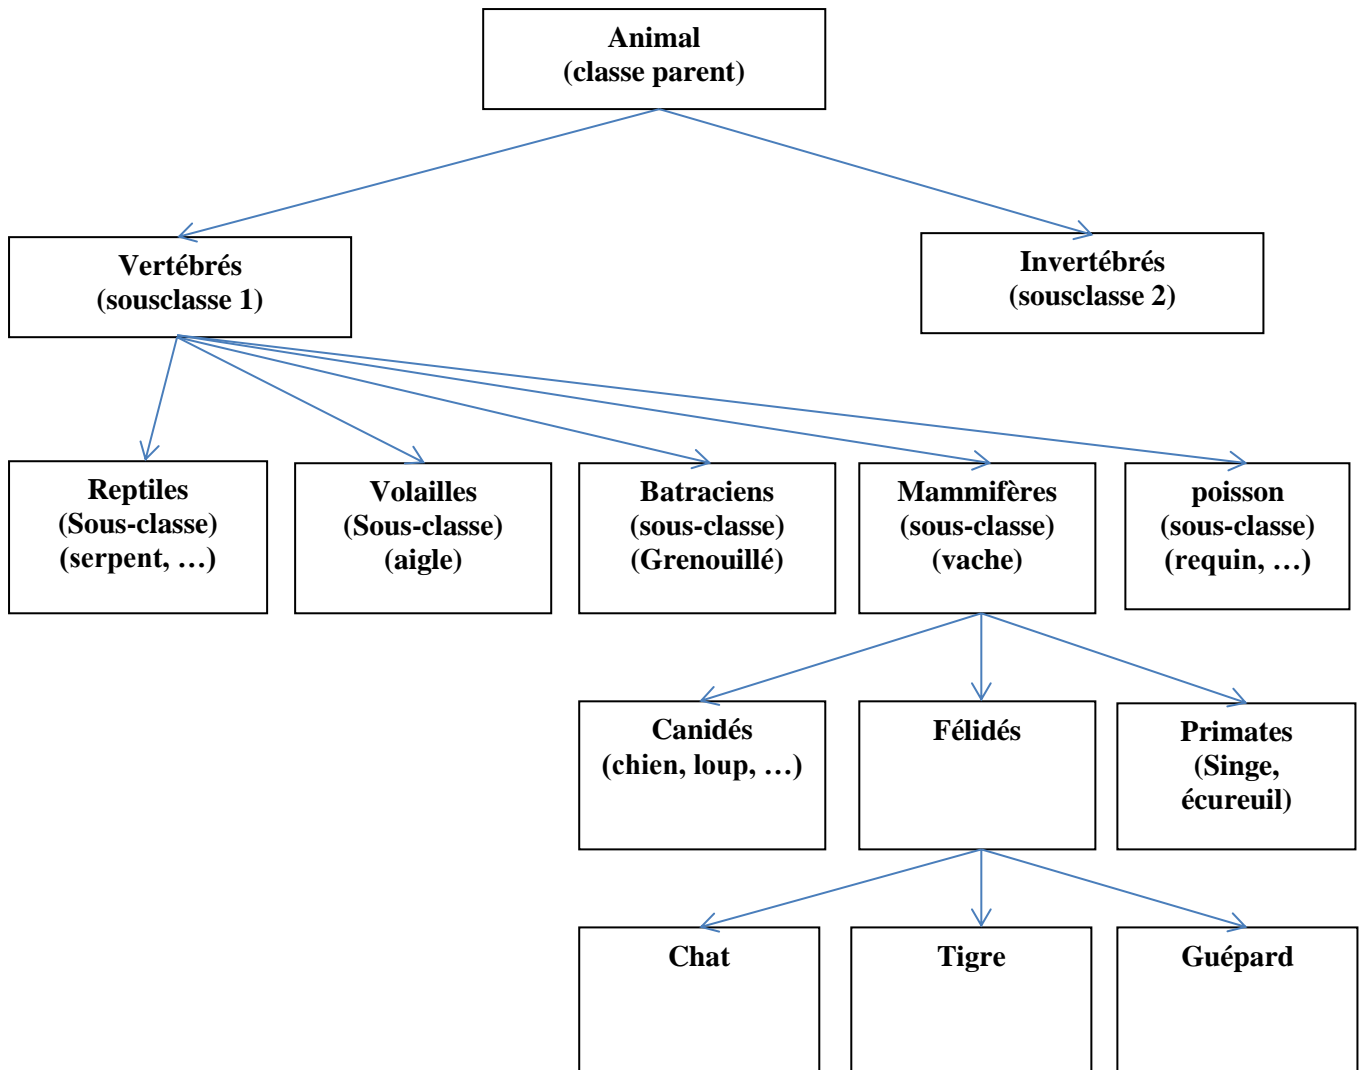 Animal
(classe parent)
Vertébrés
(sousclasse 1)
Invertébrés
(sousclasse 2)
Reptiles
(Sous-classe)
(serpent, …)
Volailles
(Sous-classe)
(aigle)
Batraciens
(sous-classe)
(Grenouillé)
Mammifères
(sous-classe)
(vache)
poisson
(sous-classe)
(requin, …)
Canidés
(chien, loup, …)
Félidés
Primates
(Singe,
écureuil)
Chat
Tigre
Guépard